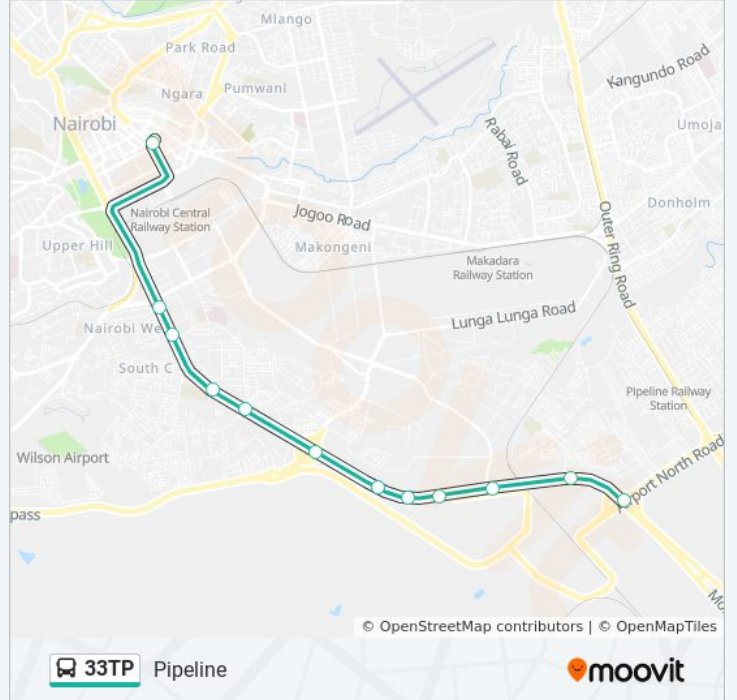 Mlango
Park Road
Kangundo Road
Ngara
Pumwani
Nairobi
Umoja
Rabai Road
Donholm
Nairobi Central
Railway Station
Jogoo Road
Outer Ring Road
Upper Hill
Makongeni
Makadara
Railway Station
Lunga Lunga Road
Nairobi We
South C
Pipeline Railway
Station
Wilson Airport
Airport North Road
pass
Mo
© OpenStreetMap contributors | © OpenMapTiles
33TP Pipeline
moovit